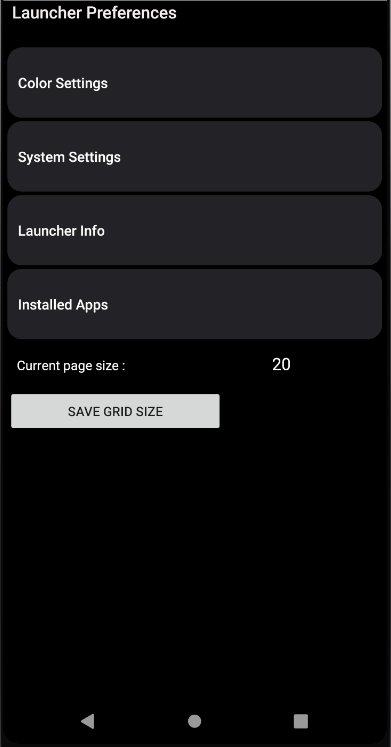 Launcher Preferences
Color Settings
System Settings
Launcher Info
Installed Apps
Current page size : 20
SAVE GRID SIZE